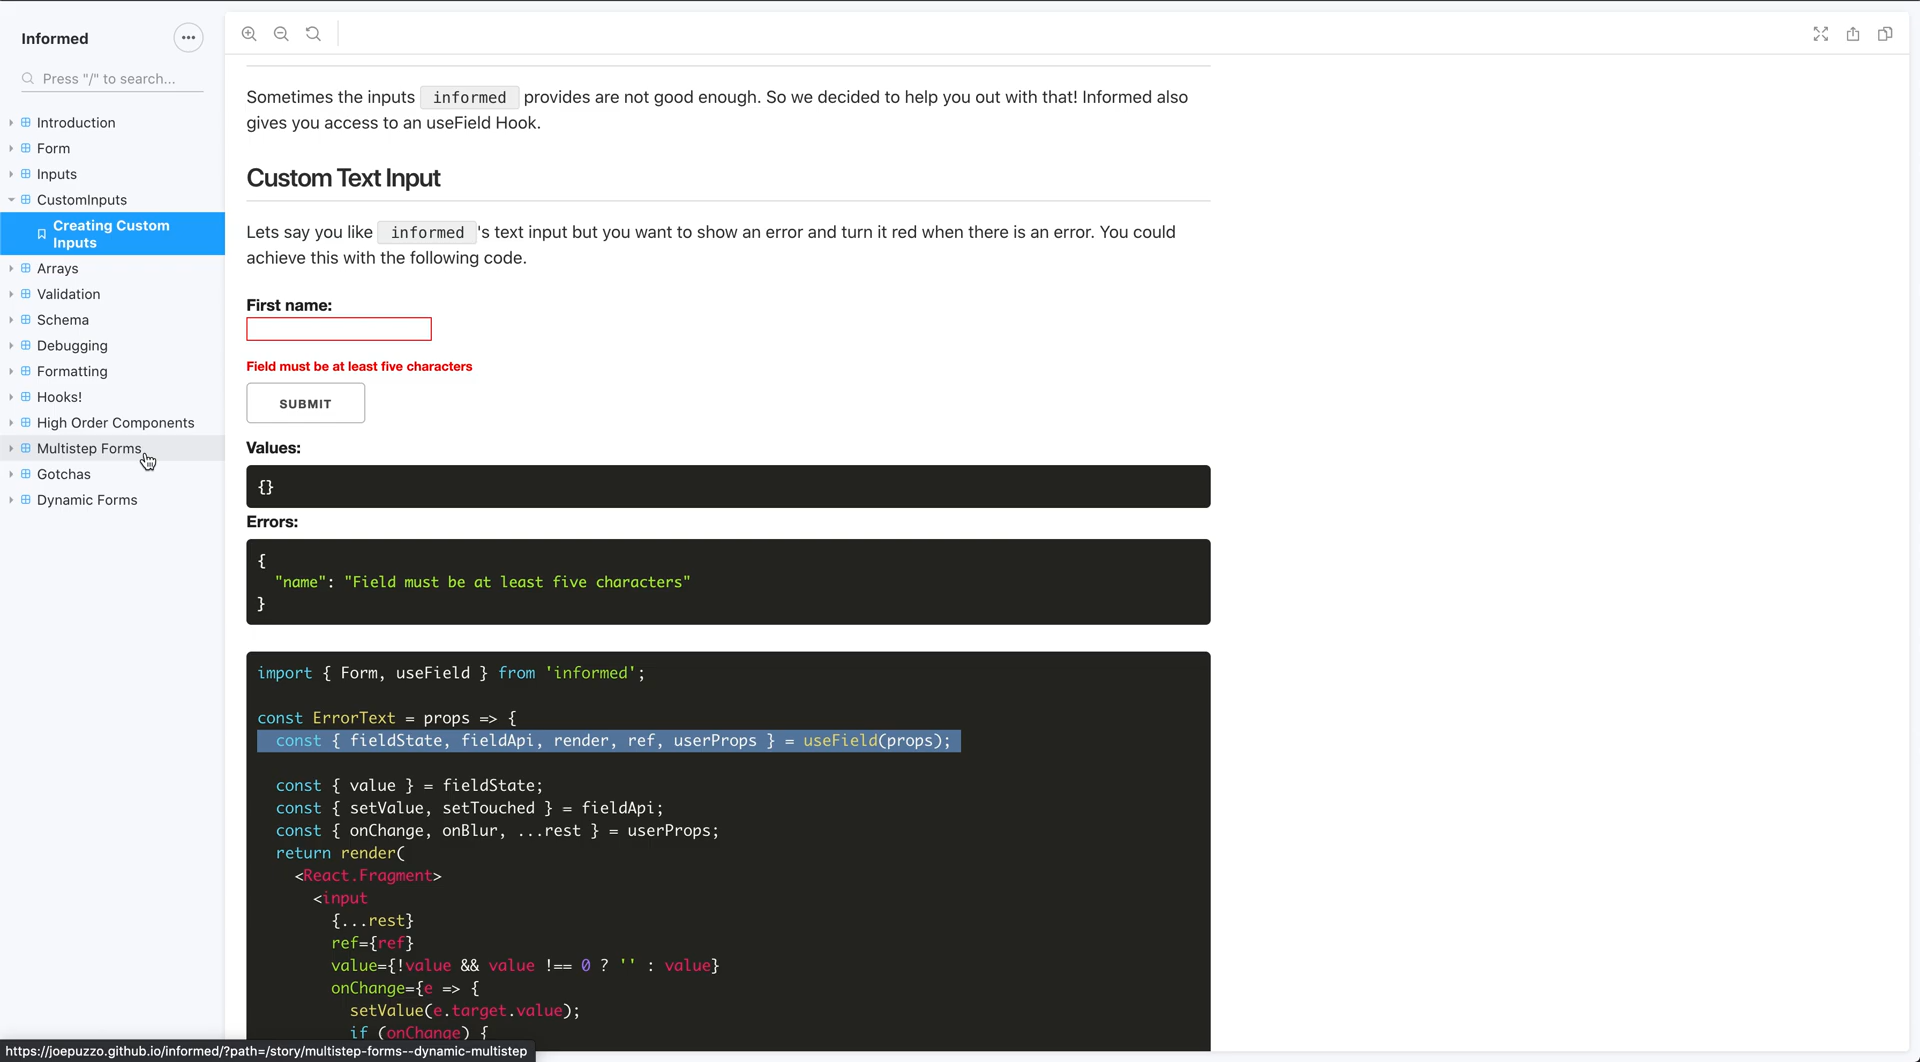 Informed
Press "/" to search...
Introduction
Form
Inputs
CustomInputs
Creating Custom
Inputs
Arrays
Validation
Schema
Debugging
Formatting
Hooks!
High Order Components
Multistep Forms
Gotchas
Dynamic Forms
Sometimes the inputs informed provides are not good enough. So we decided to help you out with that! Informed also
gives you access to an useField Hook.
Custom Text Input
Lets say you like informed 's text input but you want to show an error and turn it red when there is an error. You could
achieve this with the following code.
First name:
Field must be at least five characters
SUBMIT
Values:
{}
Errors:
{
  "name": "Field must be at least five characters"
}
import { Form, useField } from 'informed';
const ErrorText = props => {
  const { fieldState, fieldApi, render, ref, userProps } = useField(props);
  const { value } = fieldState;
  const { setValue, setTouched } = fieldApi;
  const { onChange, onBlur, ...rest } = userProps;
  return render(
    <React.Fragment>
      <input
        {...rest}
        ref={ref}
        value={!value && value !== 0 ? '' : value}
        onChange={e => {
          setValue(e.target.value);
          if (onChange) {
https://joepuzzo.github.io/informed/?path=/story/multistep-forms--dynamic-multistep